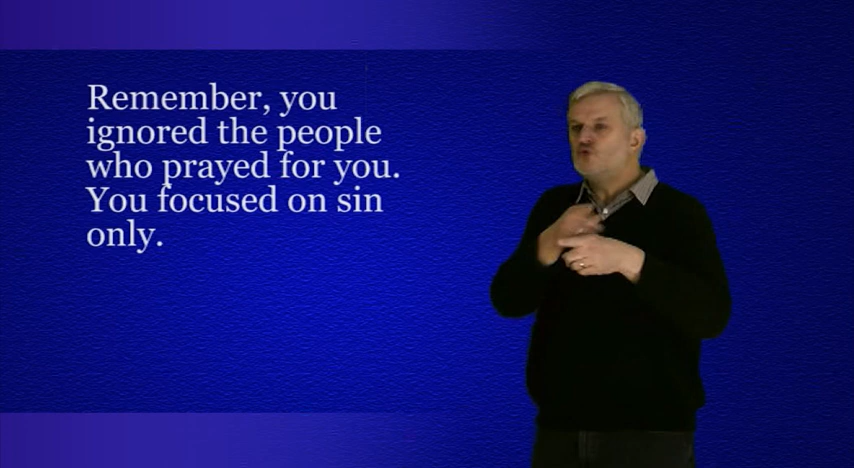 Remember, you
ignored the people
who prayed for you.
You focused on sin
only.